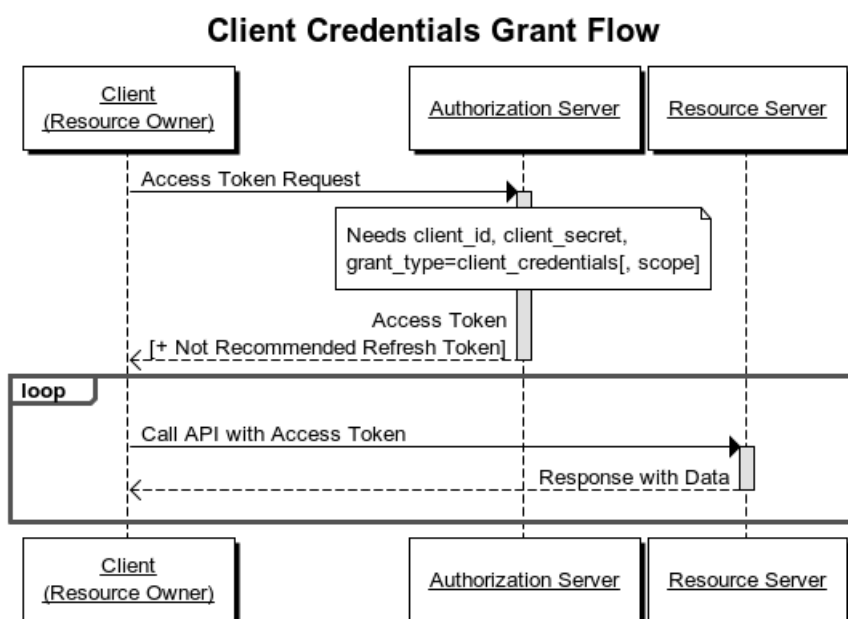 Client Credentials Grant Flow
Client
(Resource Owner)
Authorization Server
Resource Server
Access Token Request
Needs client_id, client_secret,
grant_type=client_credentials[, scope]
Access Token
[+ Not Recommended Refresh Token]
loop
Call API with Access Token
Response with Data
Client
(Resource Owner)
Authorization Server
Resource Server